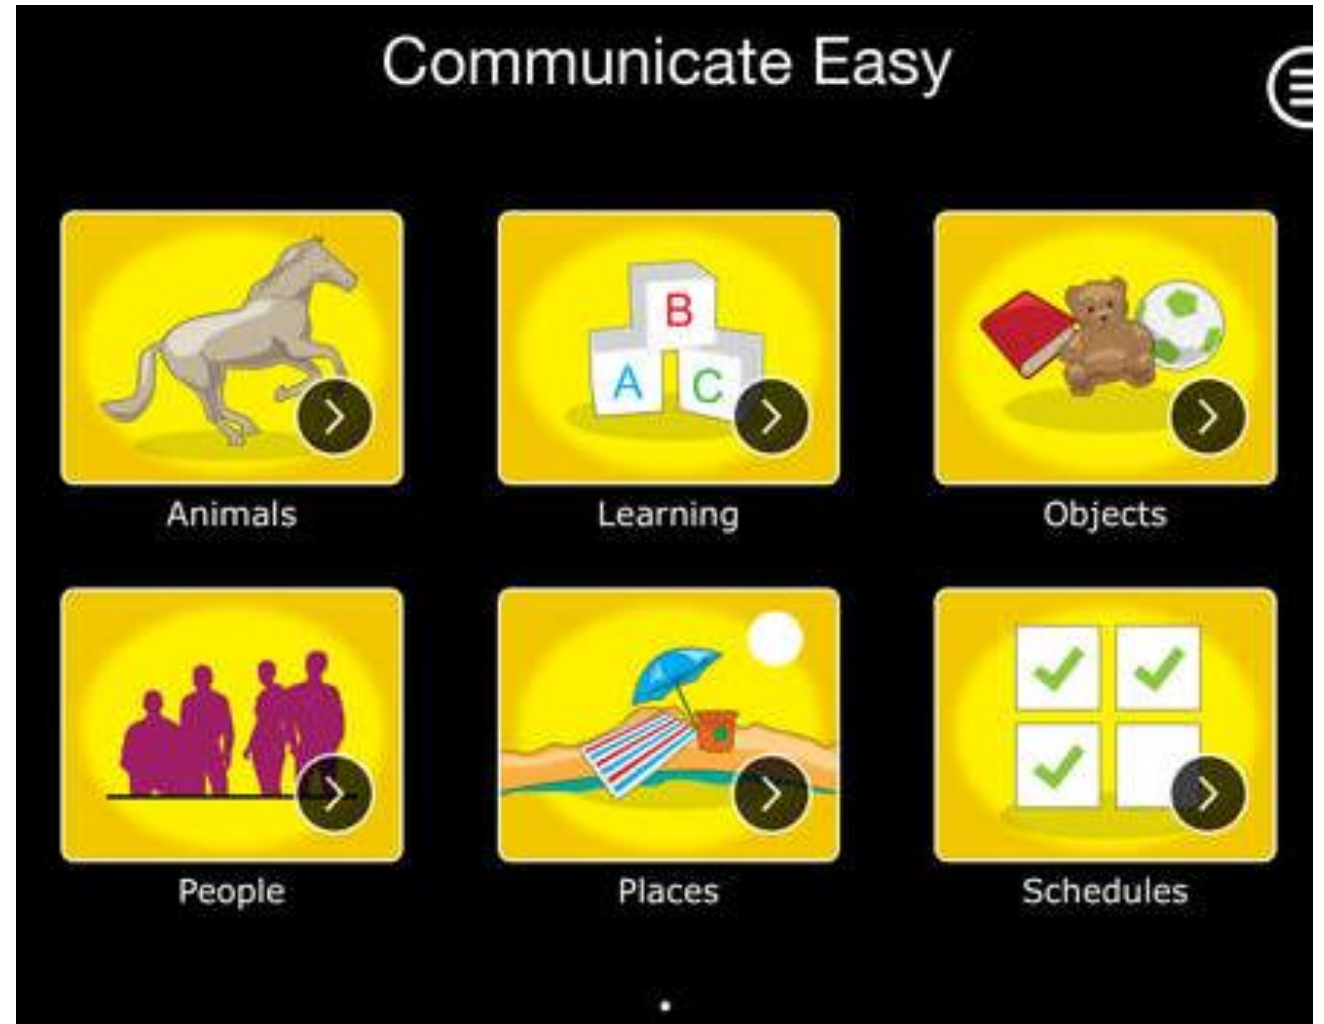 Communicate Easy
B
A C
Animals
Learning
Objects
People
Places
Schedules